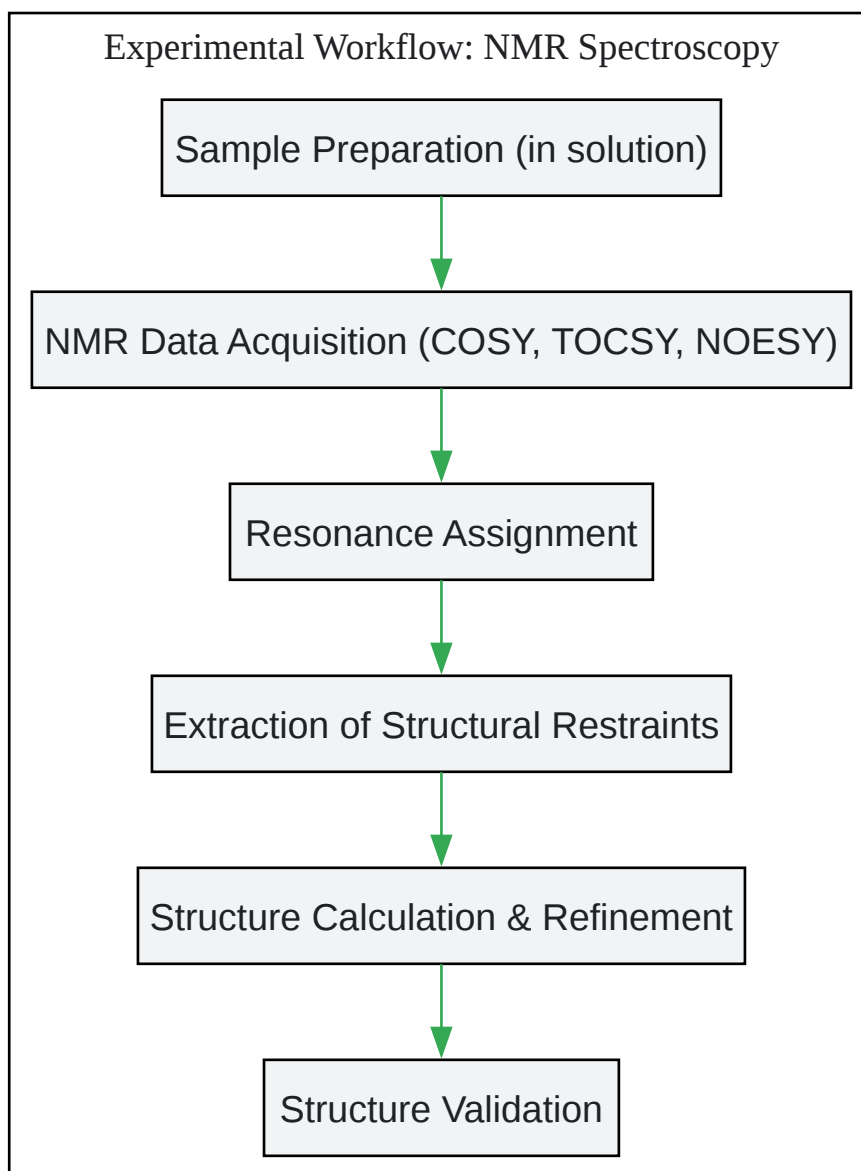 Experimental Workflow: NMR Spectroscopy
Sample Preparation (in solution)
NMR Data Acquisition (COSY, TOCSY, NOESY)
Resonance Assignment
Extraction of Structural Restraints
Structure Calculation & Refinement
Structure Validation